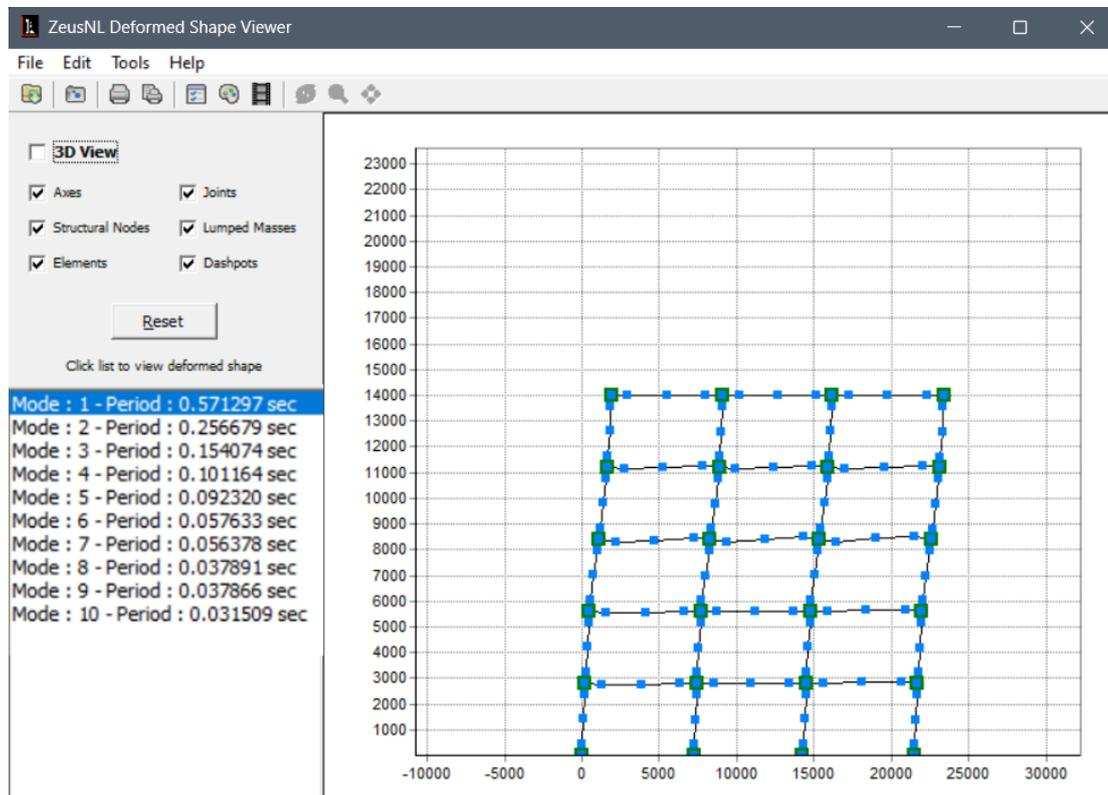 ZeusNL Deformed Shape Viewer
File Edit Tools Help
3D View
Axes Joints
Structural Nodes Lumped Masses
Elements Dashpots
Reset
Click list to view deformed shape
Mode : 1 - Period : 0.571297 sec
Mode : 2 - Period : 0.256679 sec
Mode : 3 - Period : 0.154074 sec
Mode : 4 - Period : 0.101164 sec
Mode : 5 - Period : 0.092320 sec
Mode : 6 - Period : 0.057633 sec
Mode : 7 - Period : 0.056378 sec
Mode : 8 - Period : 0.037891 sec
Mode : 9 - Period : 0.037866 sec
Mode : 10 - Period : 0.031509 sec
23000
22000
21000
20000
19000
18000
17000
16000
15000
14000
13000
12000
11000
10000
9000
8000
7000
6000
5000
4000
3000
2000
1000
-10000 -5000 0 5000 10000 15000 20000 25000 30000